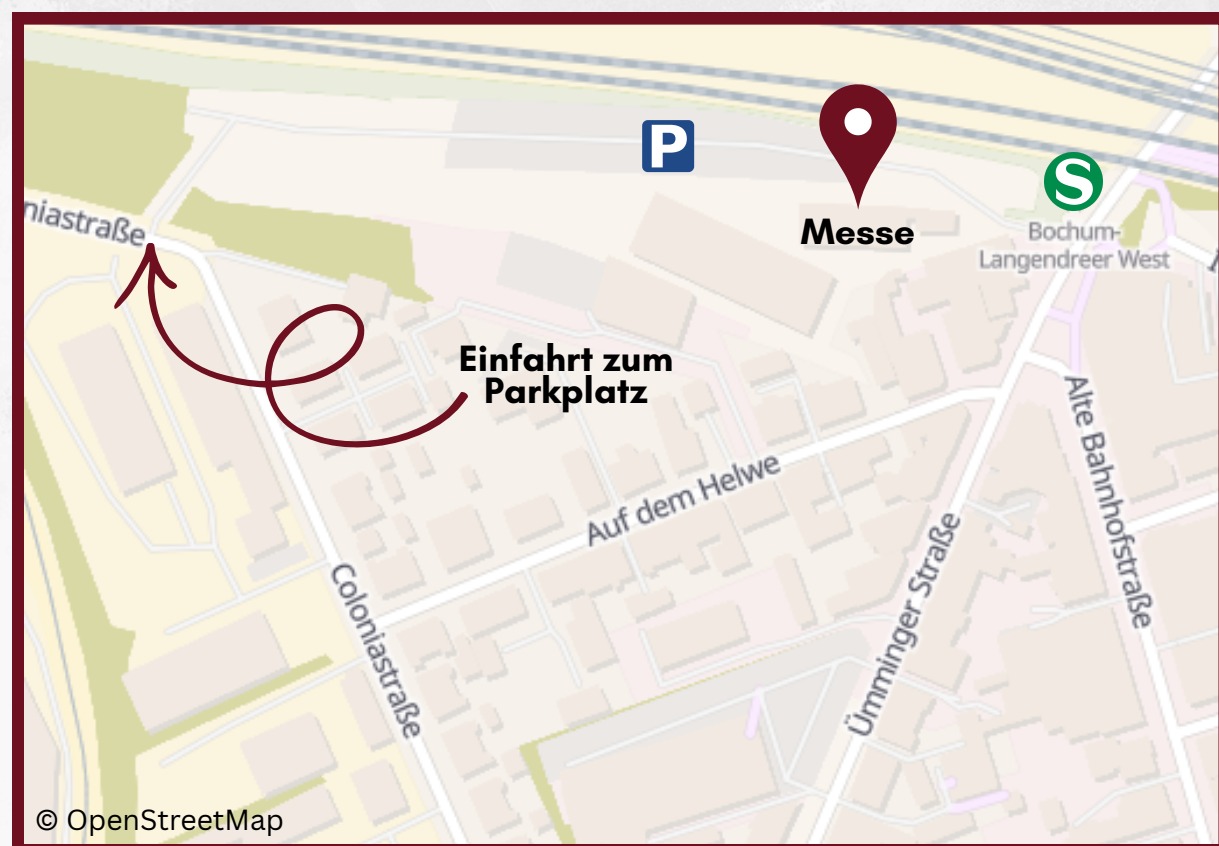 P
S
niastraße
Messe
Bochum-
Langendreer West
Einfahrt zum
Parkplatz
Alte Bahnhofstraße
Auf dem Helwe
Coloniastraße
Ümminger Straße
© OpenStreetMap